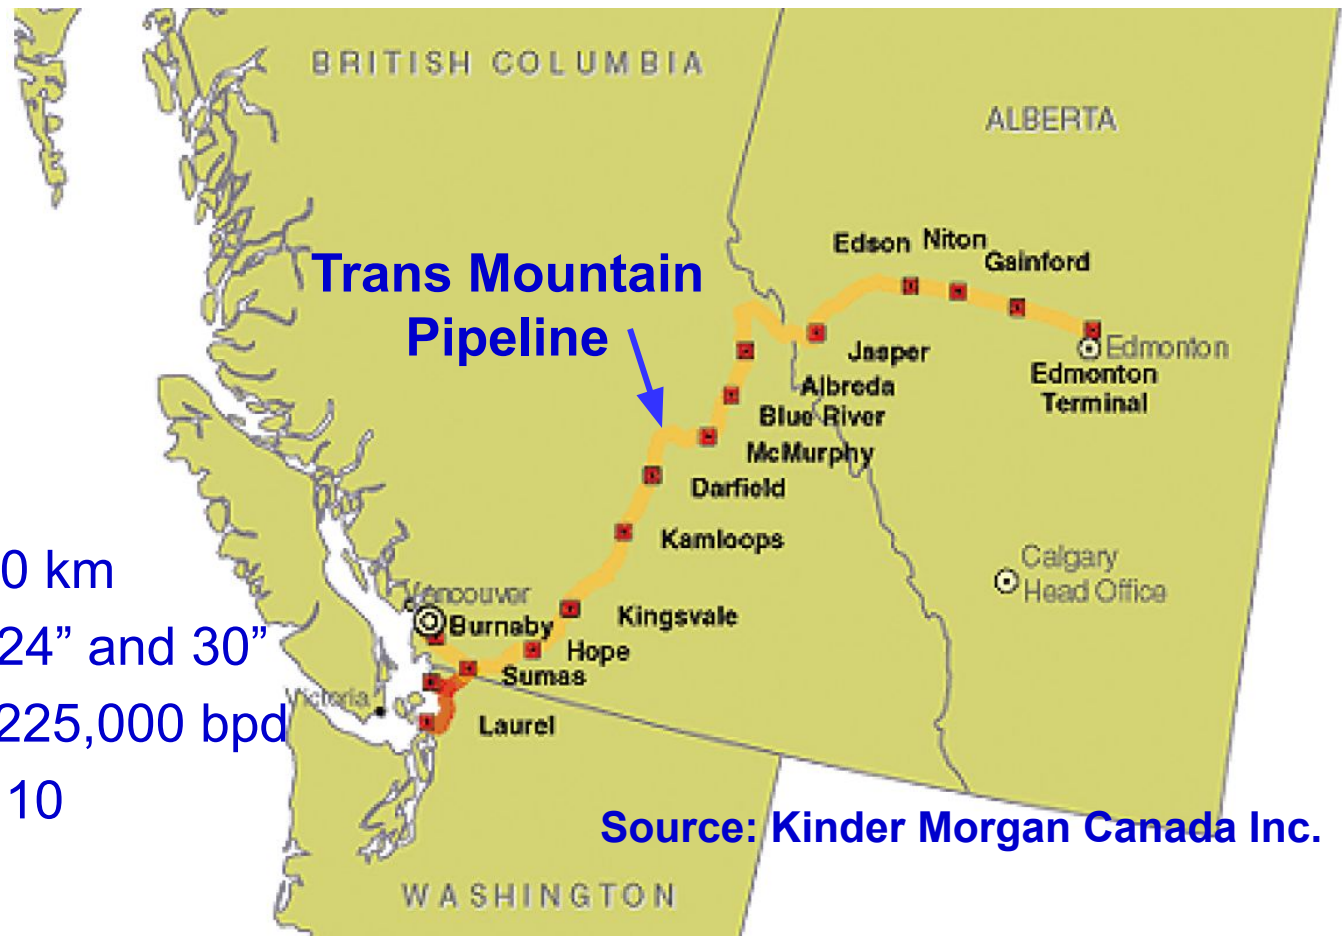 BRITISH COLUMBIA
ALBERTA
Trans Mountain
Pipeline
Edson Niton
Gainford
Jasper
Edmonton
Edmonton
Terminal
Albreda
Blue River
McMurphy
Darfield
Kamloops
Calgary
Head Office
0 km
Vancouver
Burnaby
Kingsvale
24” and 30”
Hope
Sumas
Victoria
225,000 bpd
Laurel
10
Source: Kinder Morgan Canada Inc.
WASHINGTON